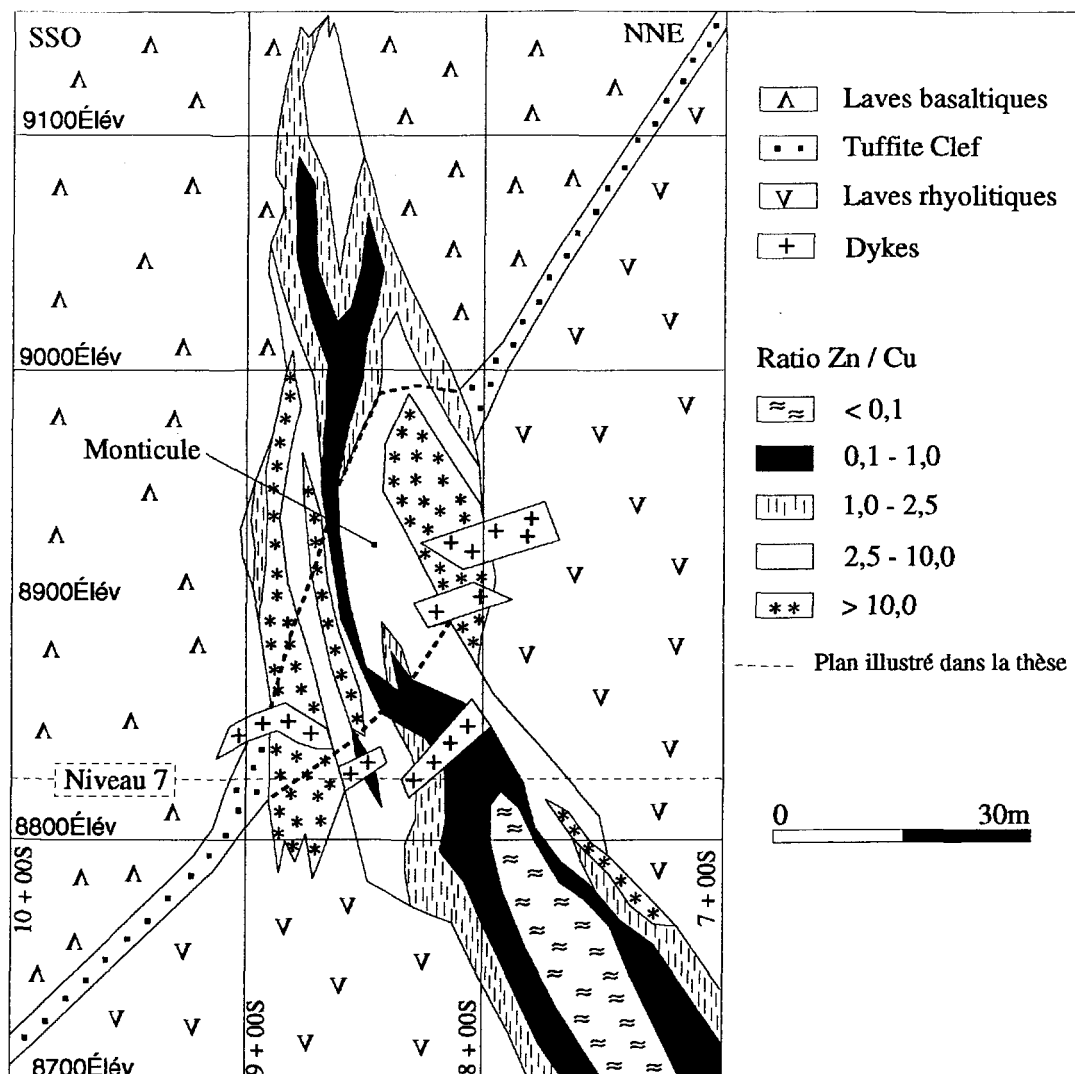 SSO
NNE
9100Élév
9000Élév
Monticule
8900Élév
Niveau 7
8800Élév
8700Élév
10 + 00S
9 + 00S
8 + 00S
7 + 00S
Laves basaltiques
Tuffite Clef
Laves rhyolitiques
Dykes
Ratio Zn / Cu
< 0,1
0,1 - 1,0
1,0 - 2,5
2,5 - 10,0
> 10,0
Plan illustré dans la thèse
0 30m